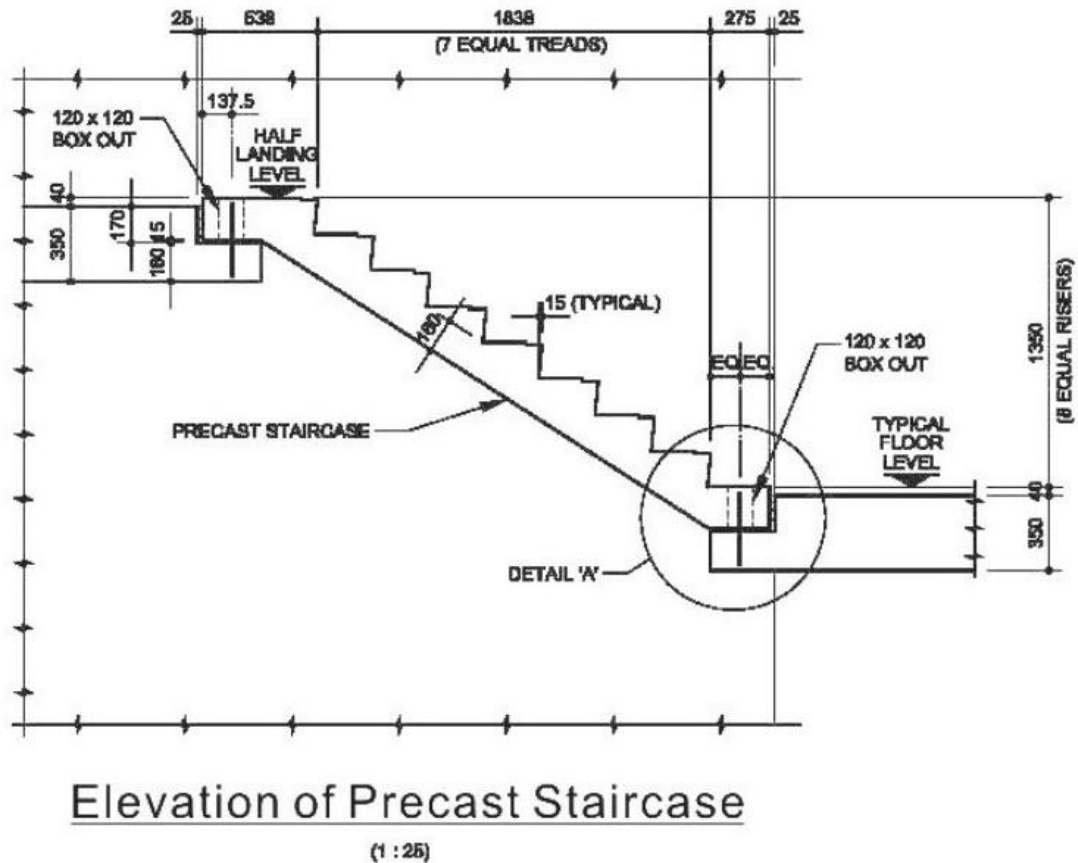 25
538
1838
(7 EQUAL TREADS)
275
25
137.5
120 x 120
BOX OUT
HALF
LANDING
LEVEL
40
350
170
15
160
15 (TYPICAL)
160
EQ
EQ
120 x 120
BOX OUT
1350
(8 EQUAL RISERS)
PRECAST STAIRCASE
TYPICAL
FLOOR
LEVEL
40
350
DETAIL 'A'
Elevation of Precast Staircase
(1 : 25)